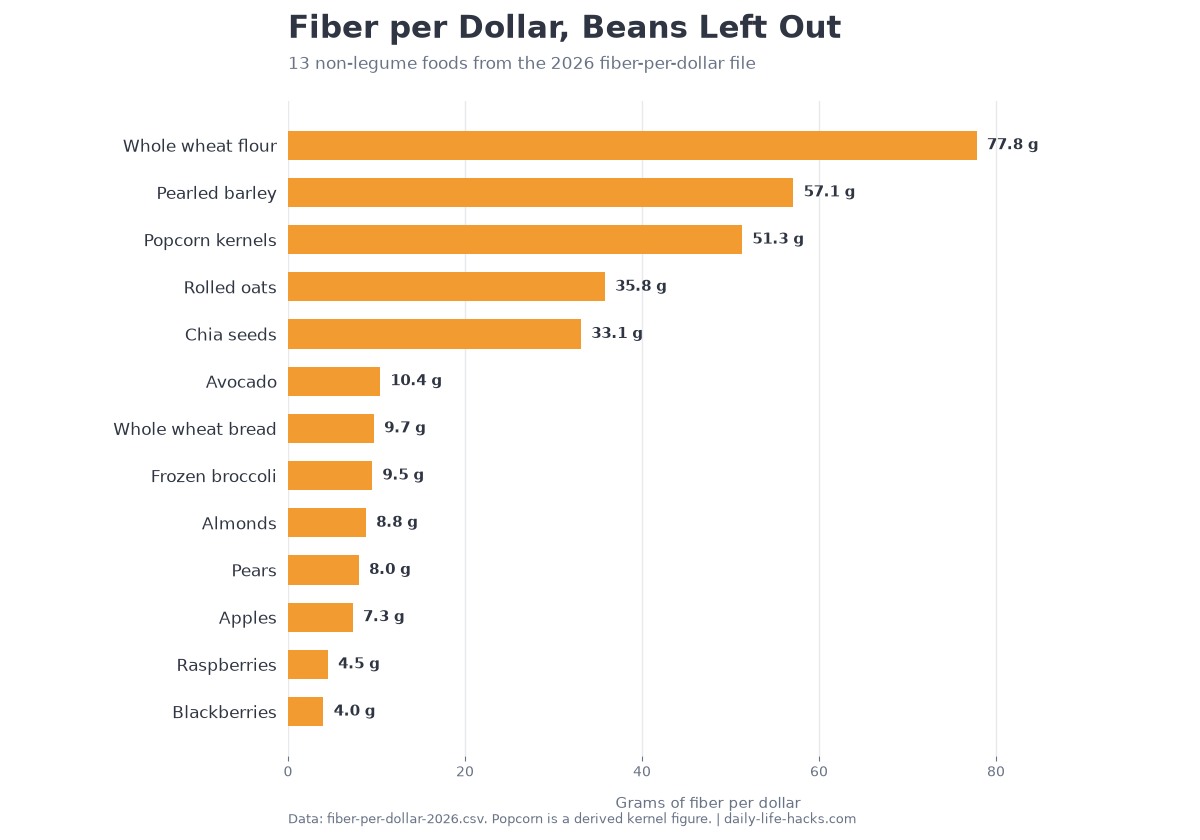 Fiber per Dollar, Beans Left Out
13 non-legume foods from the 2026 fiber-per-dollar file
Whole wheat flour 77.8 g
Pearled barley 57.1 g
Popcorn kernels 51.3 g
Rolled oats 35.8 g
Chia seeds 33.1 g
Avocado 10.4 g
Whole wheat bread 9.7 g
Frozen broccoli 9.5 g
Almonds 8.8 g
Pears 8.0 g
Apples 7.3 g
Raspberries 4.5 g
Blackberries 4.0 g
0 20 40 60 80
Grams of fiber per dollar
Data: fiber-per-dollar-2026.csv. Popcorn is a derived kernel figure. | daily-life-hacks.com